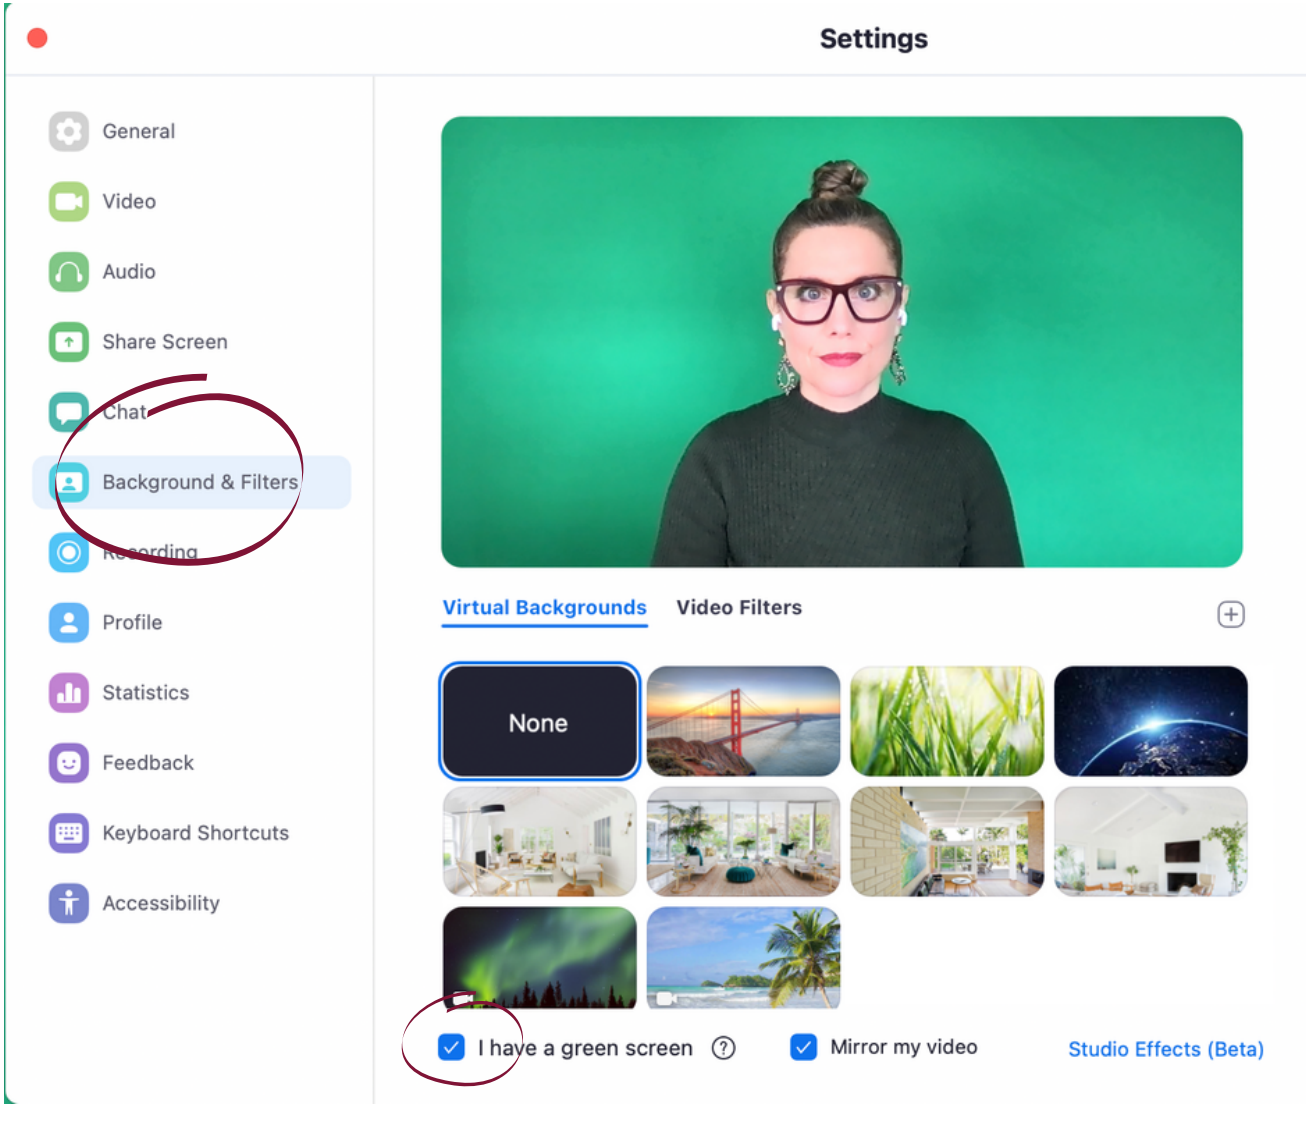 Settings
General
Video
Audio
Share Screen
Chat
Background & Filters
Recording
Profile
Statistics
Feedback
Keyboard Shortcuts
Accessibility
Virtual Backgrounds
Video Filters
None
I have a green screen
Mirror my video
Studio Effects (Beta)